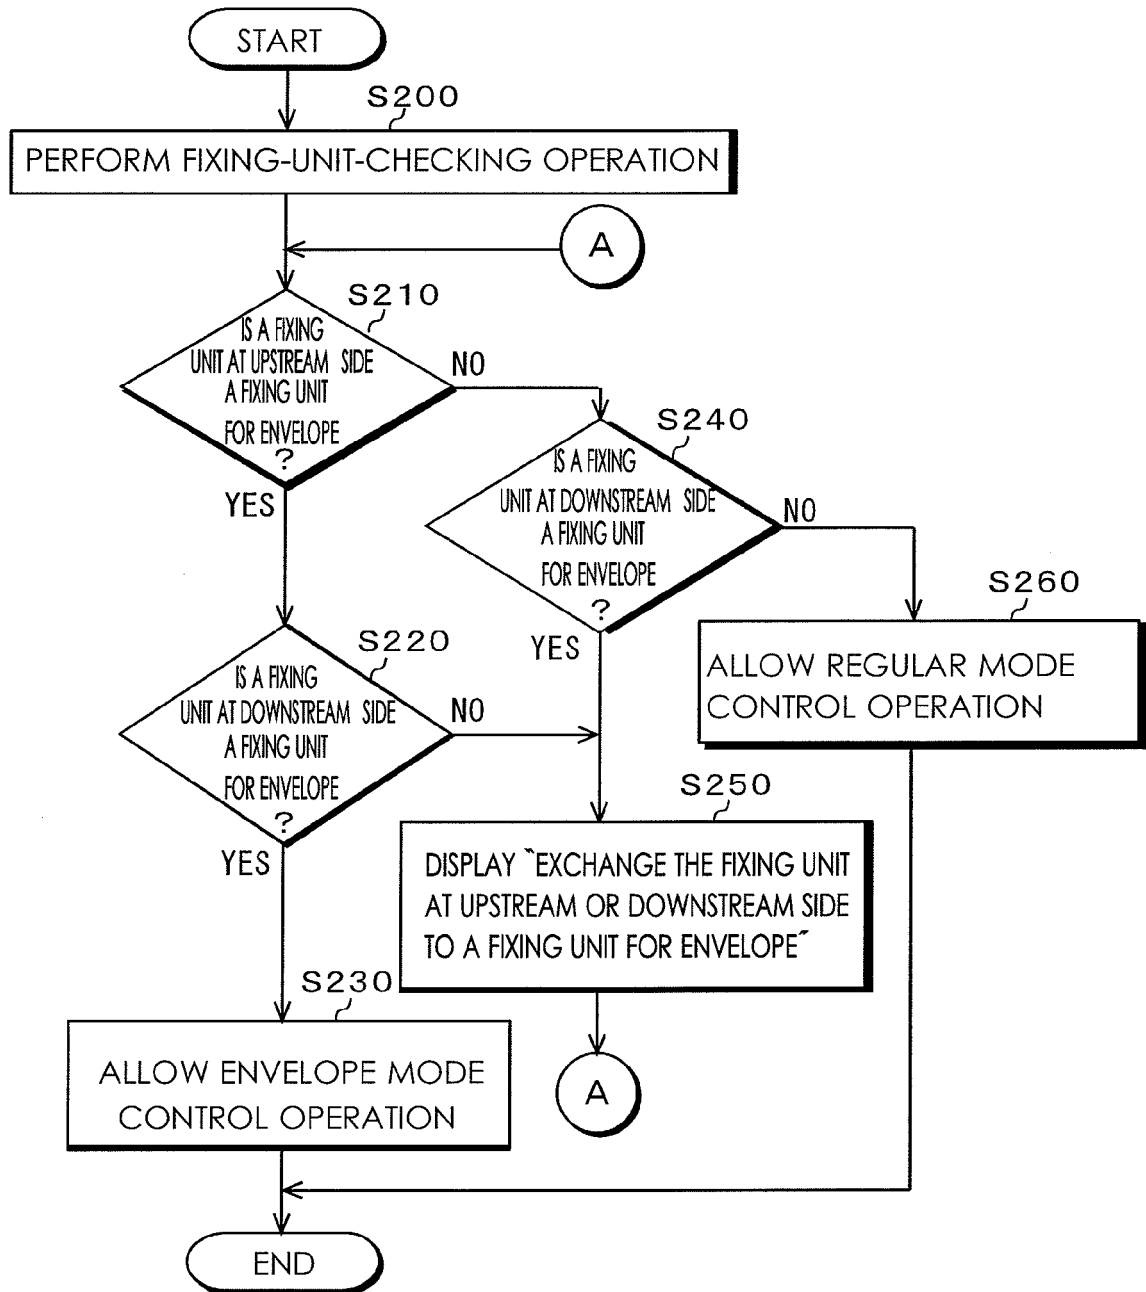 START
S200
PERFORM FIXING-UNIT-CHECKING OPERATION
A
S210
IS A FIXING
UNIT AT UPSTREAM SIDE
A FIXING UNIT
FOR ENVELOPE
?
NO
YES
S240
IS A FIXING
UNIT AT DOWNSTREAM SIDE
A FIXING UNIT
FOR ENVELOPE
?
NO
YES
S260
ALLOW REGULAR MODE
CONTROL OPERATION
S220
IS A FIXING
UNIT AT DOWNSTREAM SIDE
A FIXING UNIT
FOR ENVELOPE
?
NO
YES
S250
DISPLAY "EXCHANGE THE FIXING UNIT
AT UPSTREAM OR DOWNSTREAM SIDE
TO A FIXING UNIT FOR ENVELOPE"
A
S230
ALLOW ENVELOPE MODE
CONTROL OPERATION
END